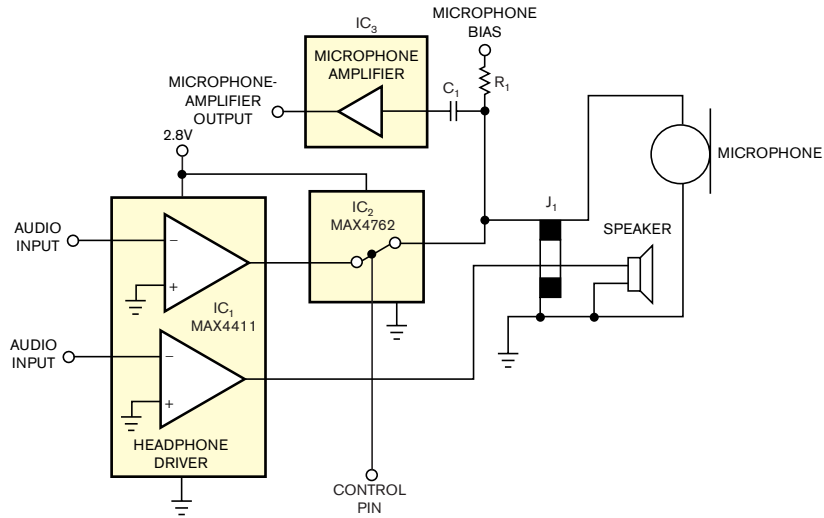 MICROPHONE
BIAS
IC3
MICROPHONE
AMPLIFIER
R1
C1
MICROPHONE-
AMPLIFIER
OUTPUT
2.8V
MICROPHONE
J1
IC2
MAX4762
SPEAKER
AUDIO
INPUT
−
+
IC1
MAX4411
AUDIO
INPUT
−
+
HEADPHONE
DRIVER
CONTROL
PIN